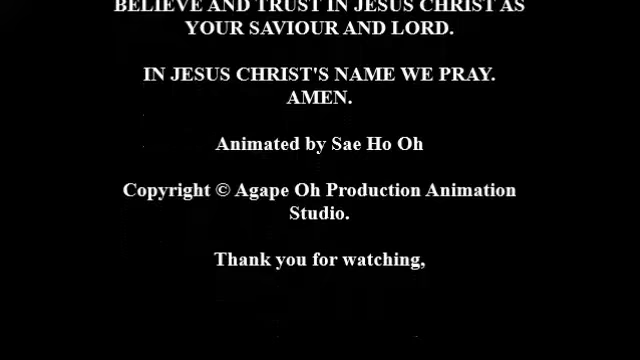 BELIEVE AND TRUST IN JESUS CHRIST AS
YOUR SAVIOUR AND LORD.
IN JESUS CHRIST'S NAME WE PRAY.
AMEN.
Animated by Sae Ho Oh
Copyright © Agape Oh Production Animation
Studio.
Thank you for watching,